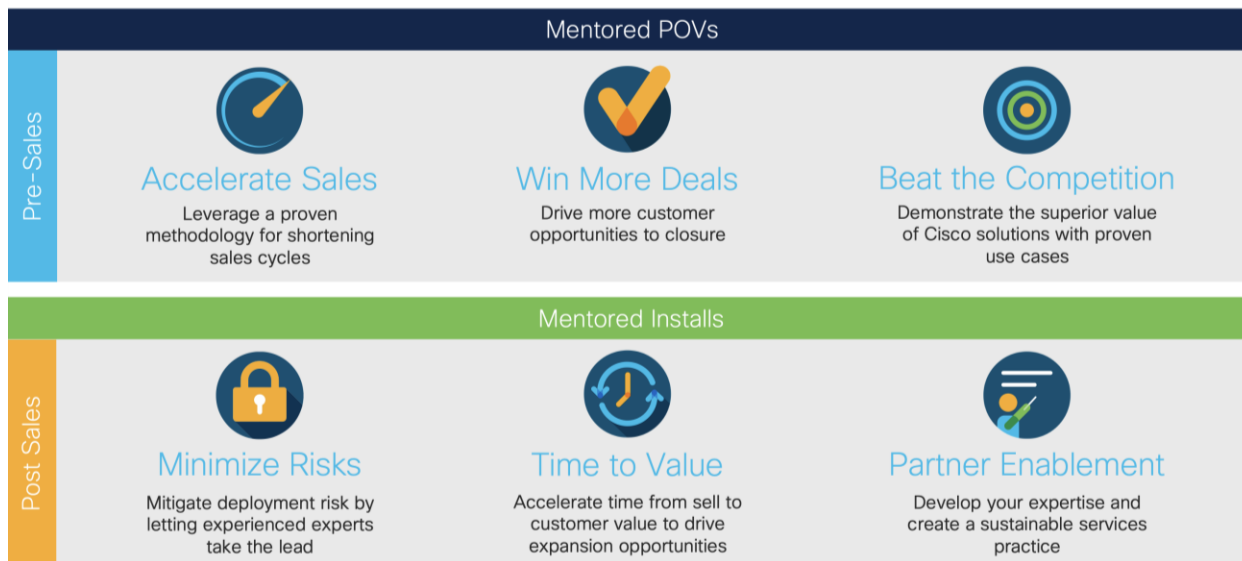 Mentored POVs
Pre-Sales
Accelerate Sales
Leverage a proven
methodology for shortening
sales cycles
Win More Deals
Drive more customer
opportunities to closure
Beat the Competition
Demonstrate the superior value
of Cisco solutions with proven
use cases
Mentored Installs
Post Sales
Minimize Risks
Mitigate deployment risk by
letting experienced experts
take the lead
Time to Value
Accelerate time from sell to
customer value to drive
expansion opportunities
Partner Enablement
Develop your expertise and
create a sustainable services
practice